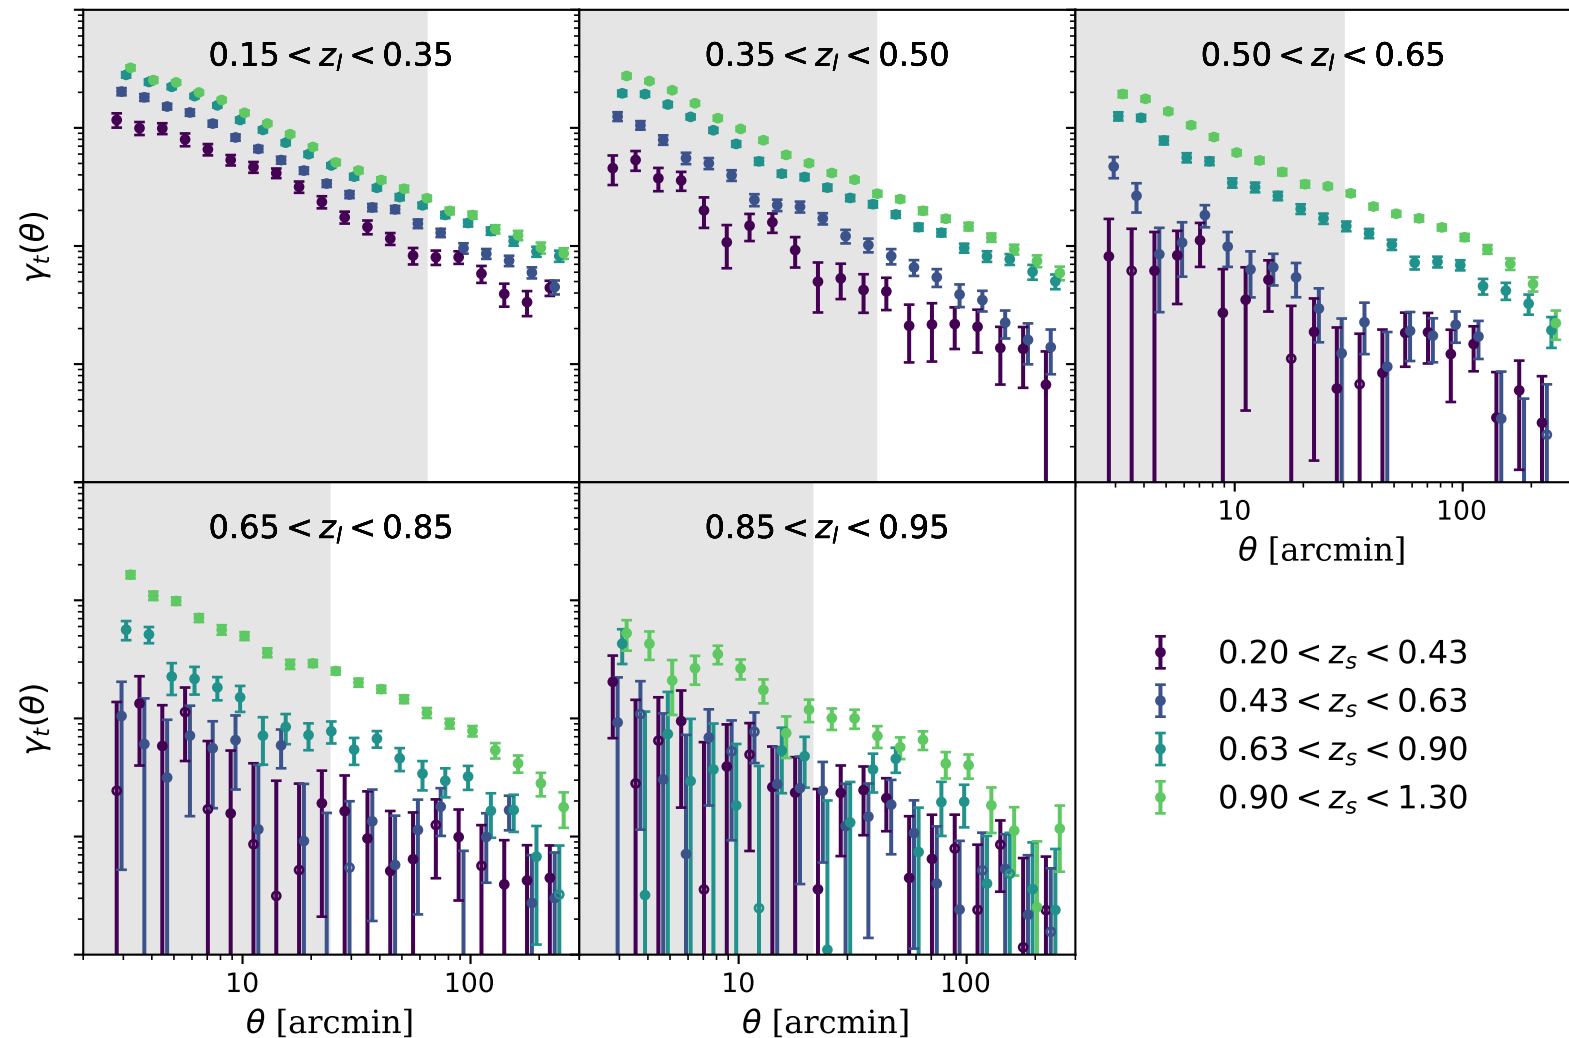 0.15 < z_l < 0.35
0.35 < z_l < 0.50
0.50 < z_l < 0.65
γ_t(θ)
10 100
θ [arcmin]
0.65 < z_l < 0.85
0.85 < z_l < 0.95
γ_t(θ)
0.20 < z_s < 0.43
0.43 < z_s < 0.63
0.63 < z_s < 0.90
0.90 < z_s < 1.30
10 100
10 100
θ [arcmin]
θ [arcmin]